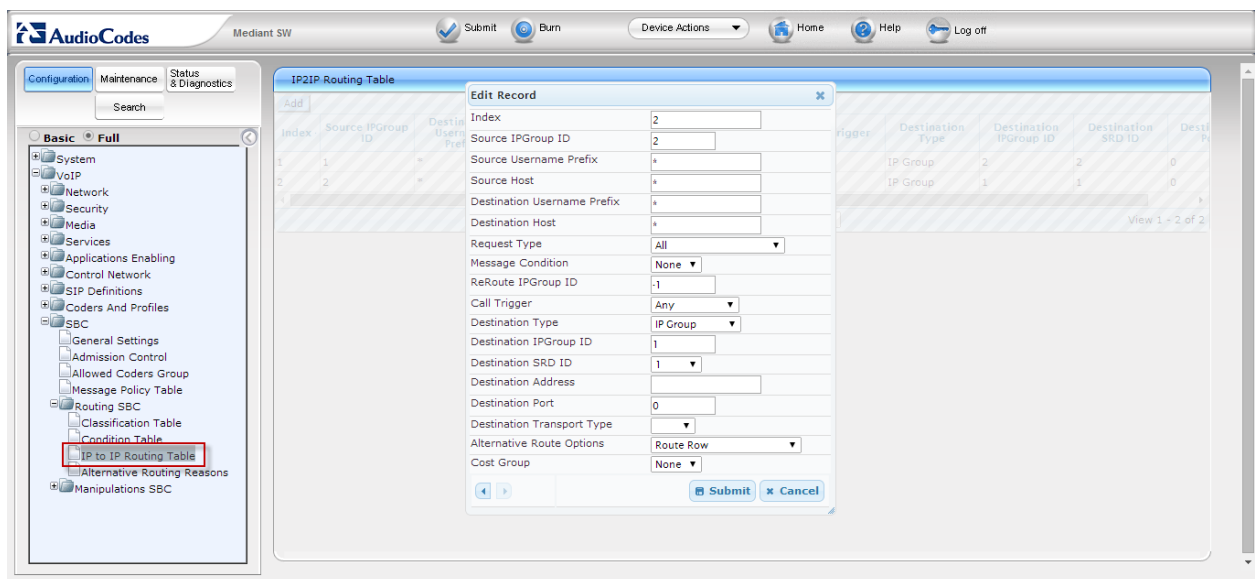 AudioCodes
Mediant SW
Submit
Burn
Device Actions
Home
Help
Log off
Configuration
Maintenance
Status
& Diagnostics
Search
Basic
Full
System
VoIP
Network
Security
Media
Services
Applications Enabling
Control Network
SIP Definitions
Coders And Profiles
SBC
General Settings
Admission Control
Allowed Coders Group
Message Policy Table
Routing SBC
Classification Table
Condition Table
IP to IP Routing Table
Alternative Routing Reasons
Manipulations SBC
IP2IP Routing Table
Add
Index Source IPGroup ID Destination Type Destination IPGroup ID Destination SRD ID
1 1 * IP Group 2 2 0
2 2 * IP Group 1 1 0
View 1 - 2 of 2
Edit Record
Index 2
Source IPGroup ID 2
Source Username Prefix *
Source Host *
Destination Username Prefix *
Destination Host *
Request Type All
Message Condition None
ReRoute IPGroup ID -1
Call Trigger Any
Destination Type IP Group
Destination IPGroup ID 1
Destination SRD ID 1
Destination Address
Destination Port 0
Destination Transport Type
Alternative Route Options Route Row
Cost Group None
Submit
Cancel